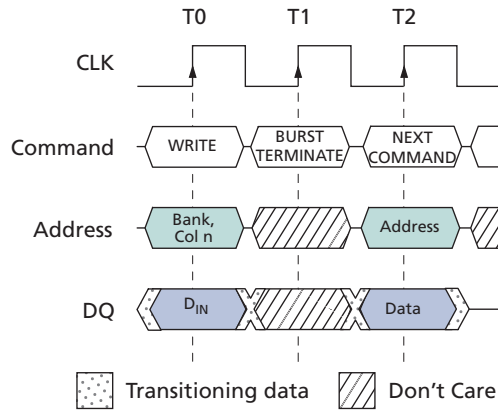 T0 T1 T2
CLK
Command WRITE BURST TERMINATE NEXT COMMAND
Address Bank, Col n Address
DQ DIN Data
Transitioning data Don't Care